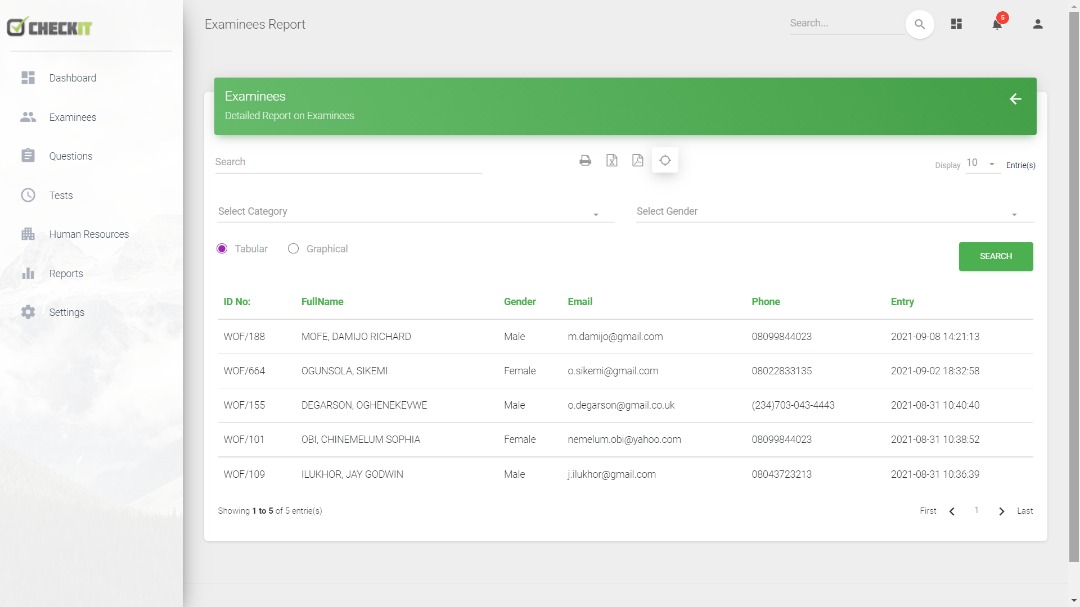 CHECKIT
Examinees Report
Search...
5
Dashboard
Examinees
Questions
Tests
Human Resources
Reports
Settings
Examinees
Detailed Report on Examinees
Search
Display 10 Entrie(s)
Select Category Select Gender
Tabular Graphical
SEARCH
ID No: FullName Gender Email Phone Entry
WOF/188 MOFE, DAMIJO RICHARD Male m.damijo@gmail.com 08099844023 2021-09-08 14:21:13
WOF/664 OGUNSOLA, SIKEMI Female o.sikemi@gmail.com 08022833135 2021-09-02 18:32:58
WOF/155 DEGARSON, OGHENEKEVWE Male o.degarson@gmail.co.uk (234)703-043-4443 2021-08-31 10:40:40
WOF/101 OBI, CHINEMELUM SOPHIA Female nemelum.obi@yahoo.com 08099844023 2021-08-31 10:38:52
WOF/109 ILUKHOR, JAY GODWIN Male j.ilukhor@gmail.com 08043723213 2021-08-31 10:36:39
Showing 1 to 5 of 5 entrie(s)
First 1 Last